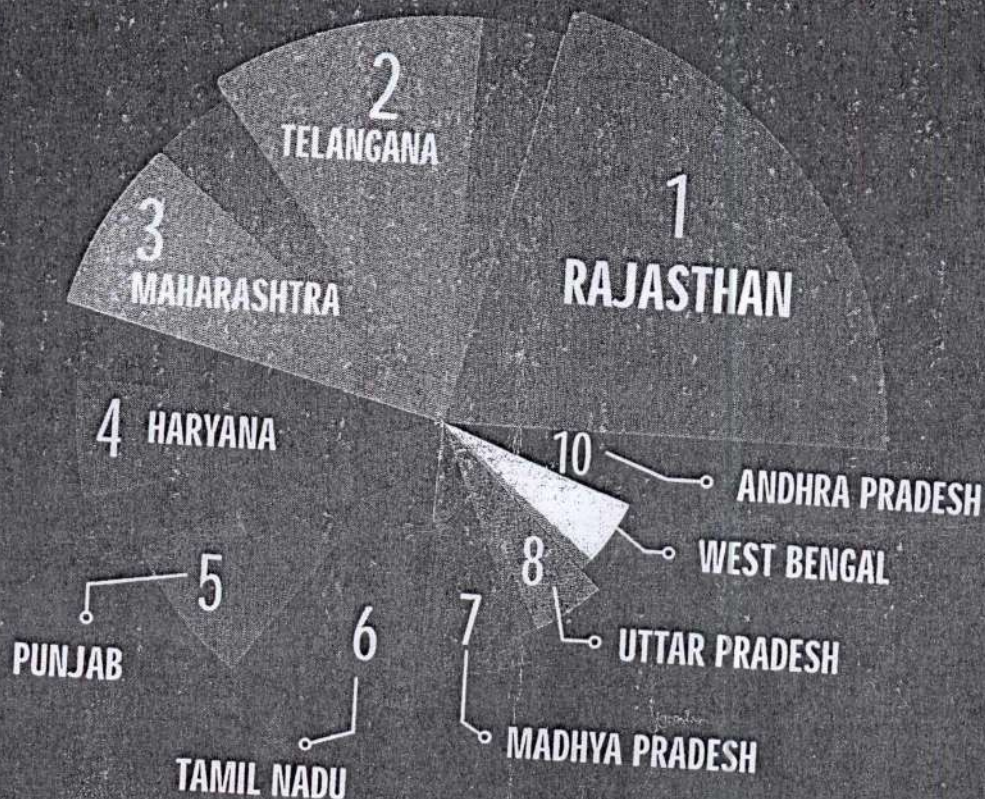 2
TELANGANA
1
RAJASTHAN
3
MAHARASHTRA
4 HARYANA
10
ANDHRA PRADESH
WEST BENGAL
8
UTTAR PRADESH
5
PUNJAB
6
TAMIL NADU
7
MADHYA PRADESH